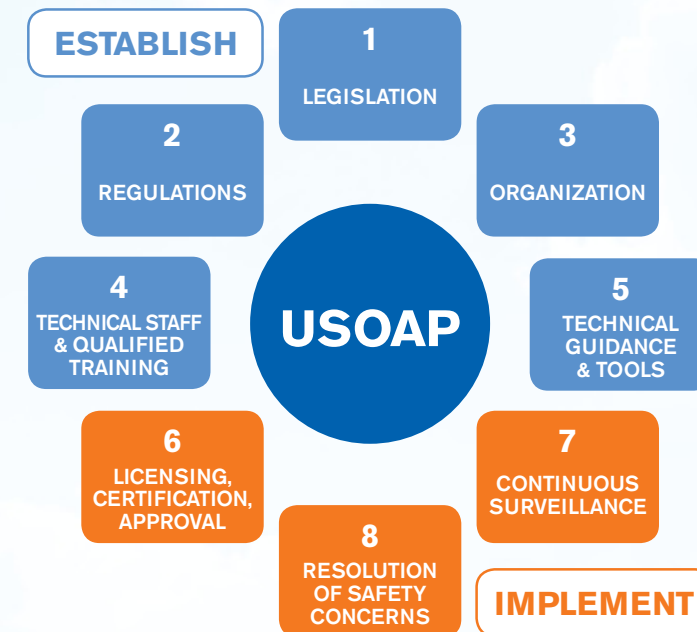 ESTABLISH
1
LEGISLATION
2
REGULATIONS
3
ORGANIZATION
USOAP
4
TECHNICAL STAFF
& QUALIFIED
TRAINING
5
TECHNICAL
GUIDANCE
& TOOLS
6
LICENSING,
CERTIFICATION,
APPROVAL
7
CONTINUOUS
SURVEILLANCE
8
RESOLUTION
OF SAFETY
CONCERNS
IMPLEMENT